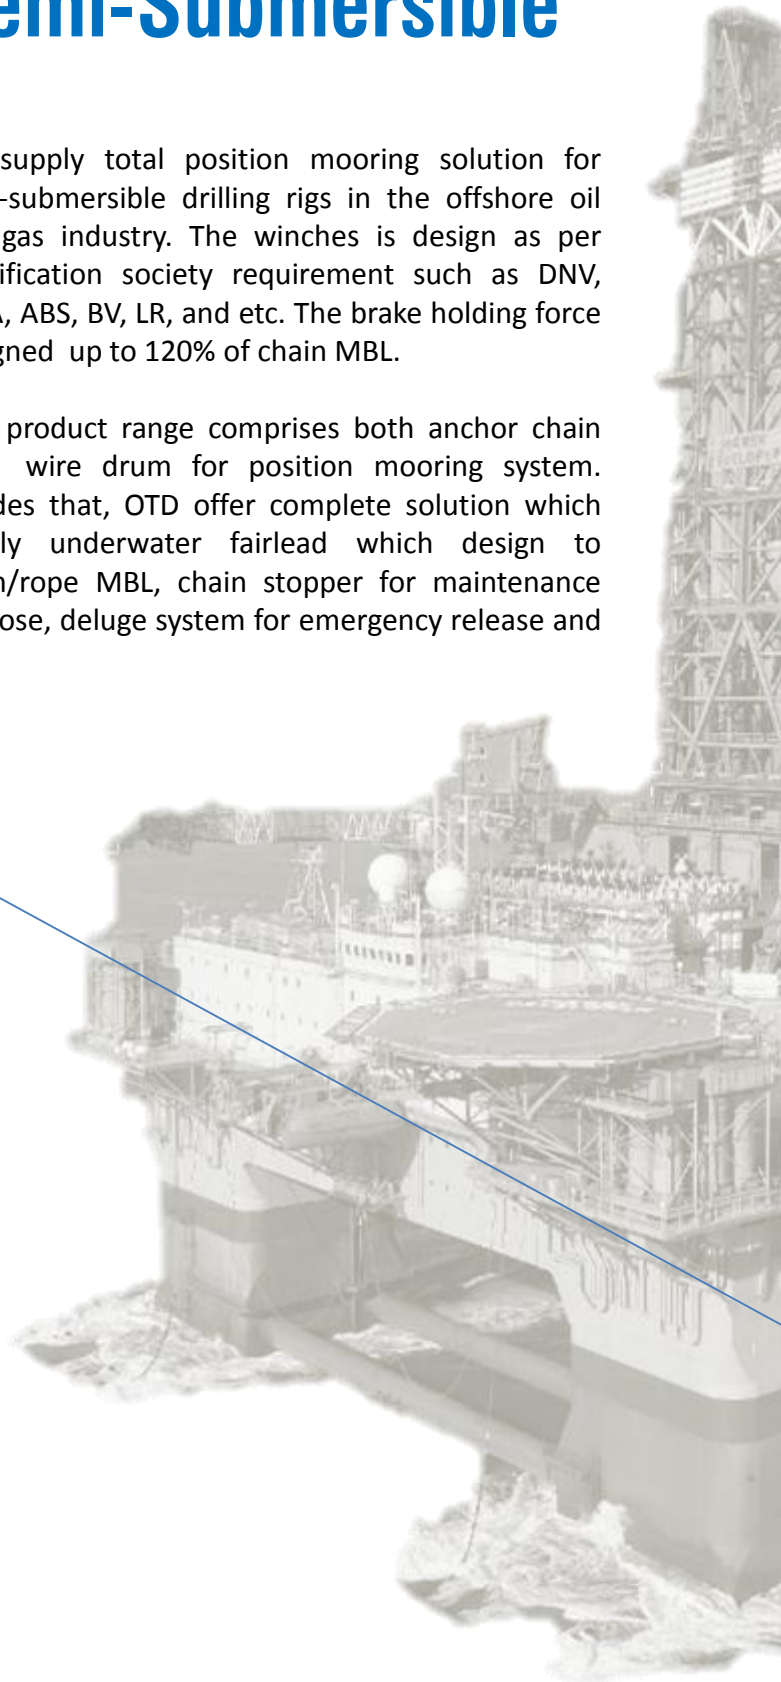 emi-Submersible
supply total position mooring solution for
-submersible drilling rigs in the offshore oil
gas industry. The winches is design as per
ification society requirement such as DNV,
, ABS, BV, LR, and etc. The brake holding force
gned up to 120% of chain MBL.
product range comprises both anchor chain
wire drum for position mooring system.
des that, OTD offer complete solution which
ly underwater fairlead which design to
n/rope MBL, chain stopper for maintenance
ose, deluge system for emergency release and